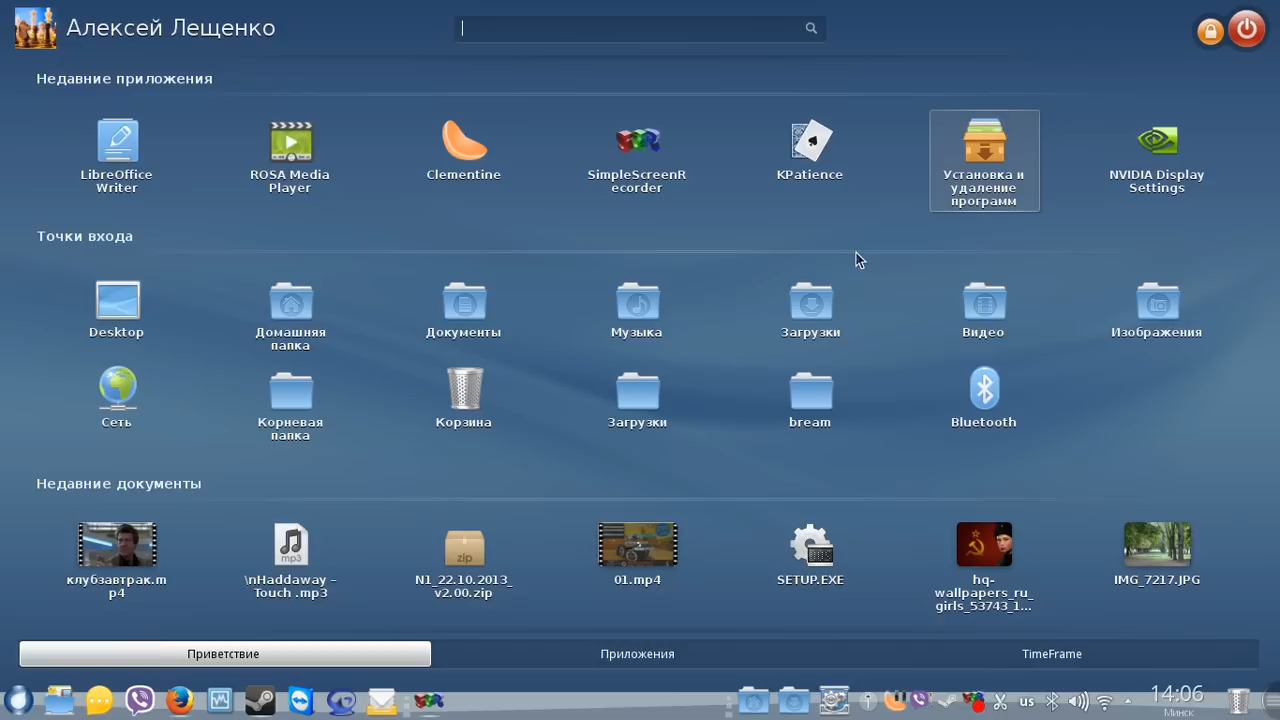 Алексей Лещенко
Недавние приложения
LibreOffice
Writer
ROSA Media
Player
Clementine
SimpleScreenR
ecorder
KPatience
Установка и
удаление
программ
NVIDIA Display
Settings
Точки входа
Desktop
Домашняя
папка
Документы
Музыка
Загрузки
Видео
Изображения
Сеть
Корневая
папка
Корзина
Загрузки
bream
Bluetooth
Недавние документы
клубзавтрак.m
p4
mp3
\nHaddaway –
Touch .mp3
zip
N1_22.10.2013_
v2.00.zip
01.mp4
SETUP.EXE
hq-
wallpapers_ru_
girls_53743_1...
IMG_7217.JPG
Приветствие
Приложения
TimeFrame
us
14:06
Минск